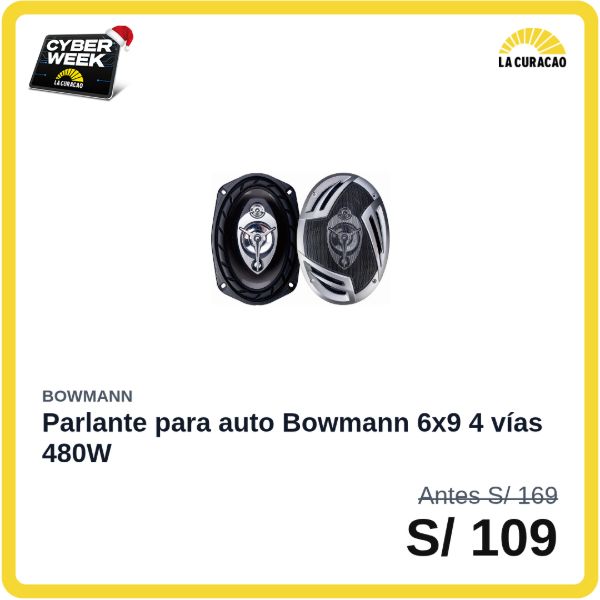 CYBER
WEEK
LA CURACAO
LA CURACAO
BOWMANN
Parlante para auto Bowmann 6x9 4 vías
480W
Antes S/ 169
S/ 109